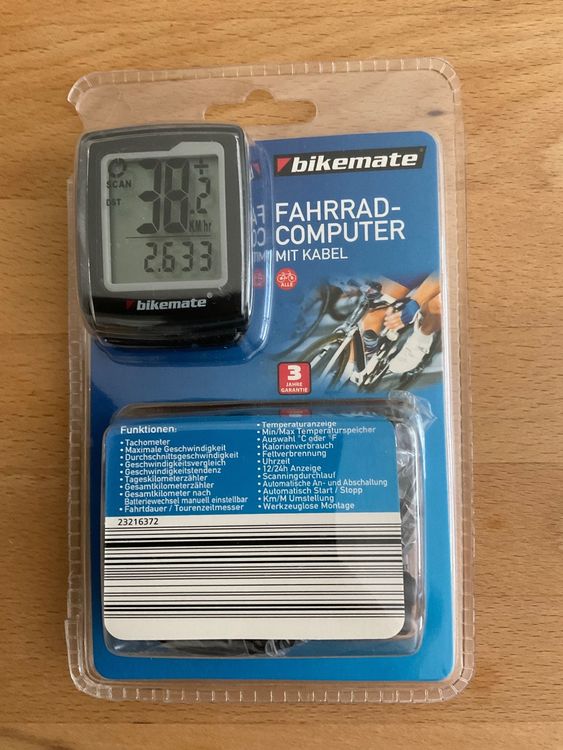 SCAN
DST
38.2
KM/hr
2.633
bikemate®
bikemate®
FAHRRAD-
COMPUTER
MIT KABEL
ALLE
3
JAHRE
GARANTIE
Funktionen:
• Tachometer
• Maximale Geschwindigkeit
• Durchschnittsgeschwindigkeit
• Geschwindigkeitsvergleich
• Geschwindigkeitstendenz
• Tageskilometerzähler
• Gesamtkilometerzähler
• Gesamtkilometer nach
Batteriewechsel manuell einstellbar
• Fahrtdauer / Tourenzeitmesser
• Temperaturanzeige
• Min/Max Temperaturspeicher
• Auswahl °C oder °F
• Kalorienverbrauch
• Fettverbrennung
• Uhrzeit
• 12/24h Anzeige
• Scanningdurchlauf
• Automatische An- und Abschaltung
• Automatisch Start / Stopp
• Km/M Umstellung
• Werkzeuglose Montage
23216372